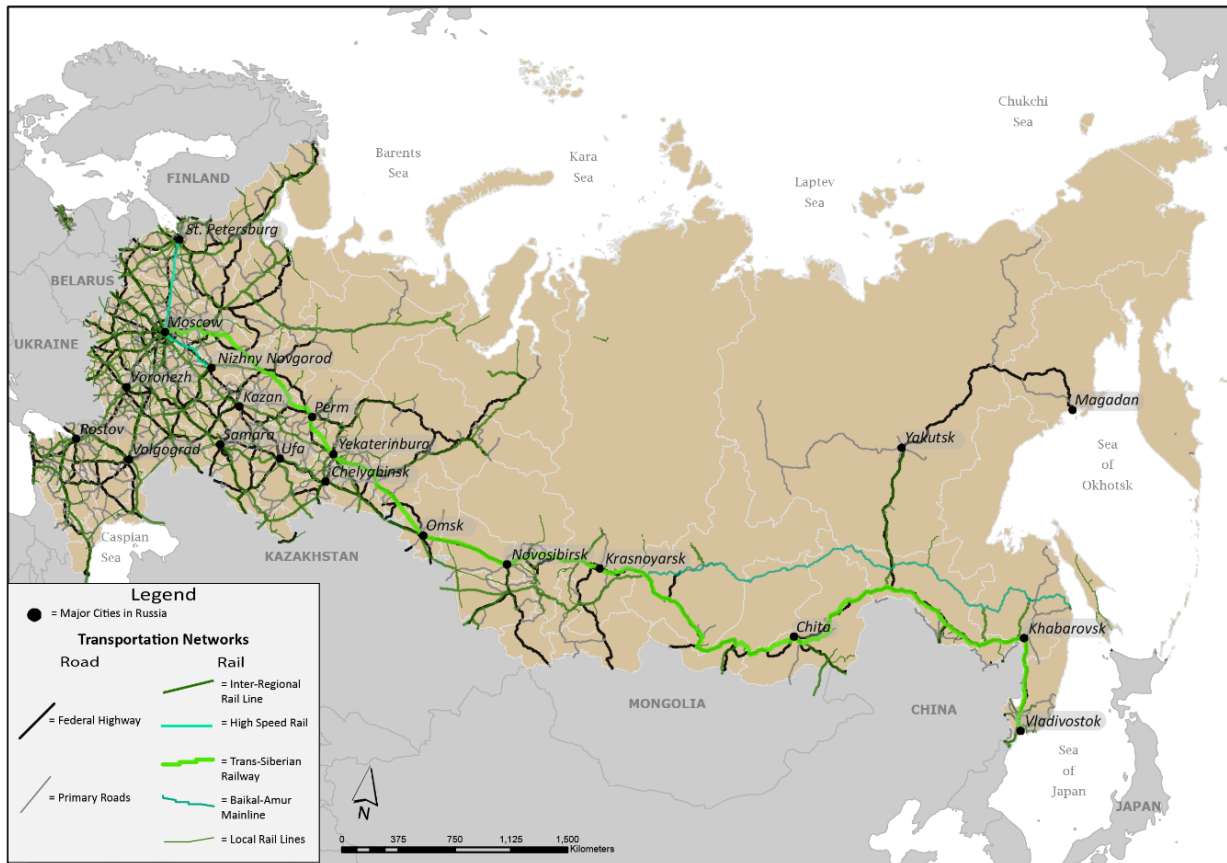 Chukchi
Sea
Barents
Sea
Kara
Sea
Laptev
Sea
FINLAND
St. Petersburg
BELARUS
Moscow
UKRAINE
Nizhny Novgorod
Voronezh
Kazan
Perm
Magadan
Rostov
Samara
Ufa
Yekaterinburg
Yakutsk
Volgograd
Chelyabinsk
Sea
of
Okhotsk
Caspian
Sea
Omsk
KAZAKHSTAN
Novosibirsk
Krasnoyarsk
Chita
Khabarovsk
MONGOLIA
CHINA
Vladivostok
Sea
of
Japan
JAPAN
Legend
= Major Cities in Russia
Transportation Networks
Road
Rail
= Inter-Regional
Rail Line
= Federal Highway
= High Speed Rail
= Trans-Siberian
Railway
= Primary Roads
= Baikal-Amur
Mainline
= Local Rail Lines
N
0 375 750 1,125 1,500
Kilometers